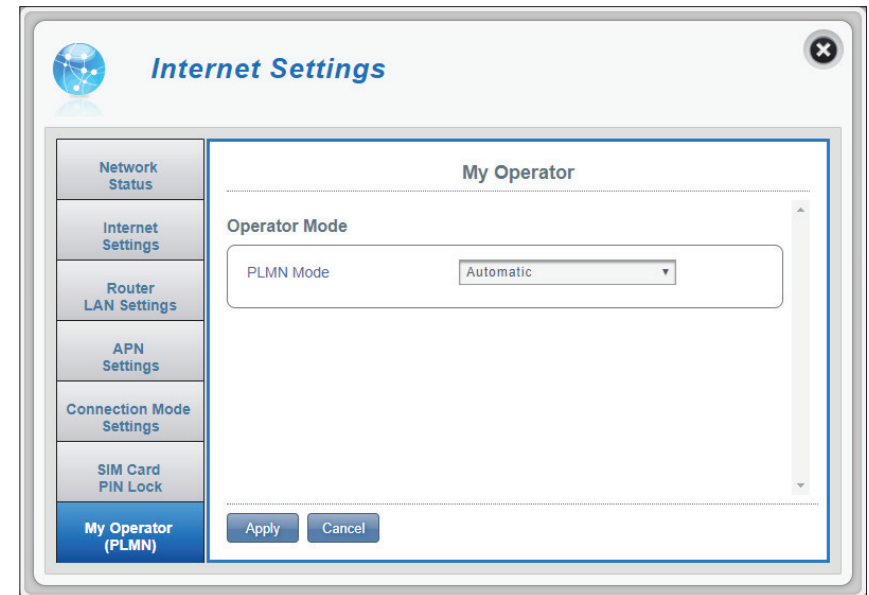 Internet Settings
Network
Status
Internet
Settings
Router
LAN Settings
APN
Settings
Connection Mode
Settings
SIM Card
PIN Lock
My Operator
(PLMN)
My Operator
Operator Mode
PLMN Mode Automatic
Apply Cancel